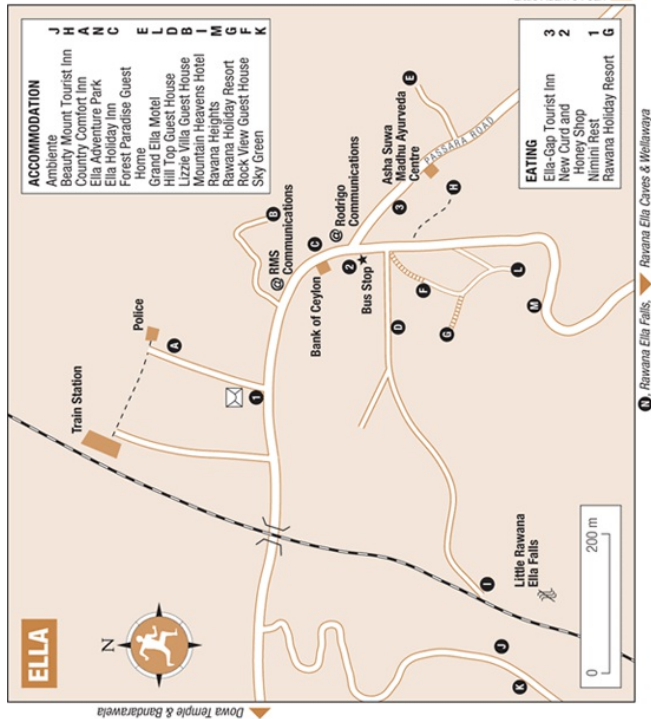 ELLA
N
ACCOMMODATION
Ambiente J
Beauty Mount Tourist Inn H
Country Comfort Inn A
Ella Adventure Park N
Ella Holiday Inn C
Forest Paradise Guest
Home E
Grand Ella Motel L
Hill Top Guest House D
Lizzie Villa Guest House B
Mountain Heavens Hotel I
Ravana Heights M
Rawana Holiday Resort G
Rock View Guest House F
Sky Green K
Train Station
Police
A
1
@ RMS
Communications
B
C
Bank of Ceylon
2
@ Rodrigo
Communications
Bus Stop
3
Asha Suwa
Madhu Ayurveda
Centre
PASSARA ROAD
E
H
D
F
G
L
M
I
Little Rawana
Ella Falls
J
K
0 200 m
EATING
Ella-Gap Tourist Inn 3
New Curd and 2
Honey Shop
Nimini Rest 1
Rawana Holiday Resort G
Dowa Temple & Bandarawela
N, Rawana Ella Falls, Ravana Ella Caves & Wellawaya